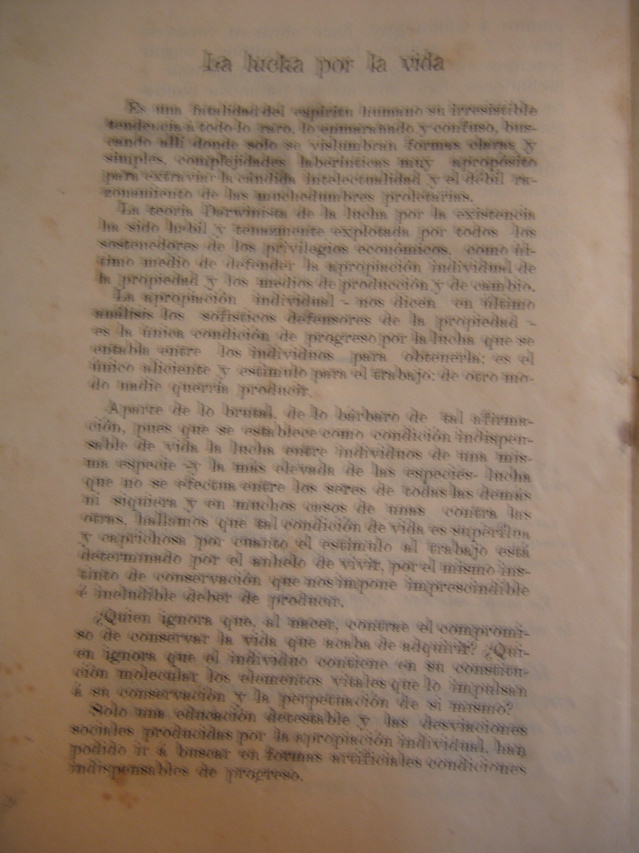 La lucha por la vida
Es una fatalidad del espíritu humano su irresistible
tendencia á todo lo raro, lo enmarañado y confuso, bus-
cando allí donde solo se vislumbran formas claras y
simples, complejidades laberínticas muy apropósito
para extraviar la cándida intelectualidad y el débil ra-
zonamiento de las muchedumbres proletarias.
La teoría Darwinista de la lucha por la existencia
ha sido hábil y tenazmente explotada por todos los
sostenedores de los privilegios económicos, como úl-
timo medio de defender la apropiación individual de
la propiedad y los medios de producción y de cambio.
La apropiación individual - nos dicen en último
análisis los sofísticos defensores de la propiedad -
es la única condición de progreso por la lucha que se
entabla entre los individuos para obtenerla; es el
único aliciente y estímulo para el trabajo; de otro mo-
do nadie querría producir.
Aparte de lo brutal, de lo bárbaro de tal afirma-
ción, pues que se establece como condición indispen-
sable de vida la lucha entre individuos de una mis-
ma especie -y la más elevada de las especies- lucha
que no se efectua entre los seres de todas las demás
ni siquiera y en muchos casos de unas contra las
otras, hallamos que tal condición de vida es superflua
y caprichosa por cuanto el estímulo al trabajo está
determinado por el anhelo de vivir, por el mismo ins-
tinto de conservación que nos impone imprescindible
é ineludible deber de producir.
¿Quien ignora que, al nacer, contrae el compromi-
so de conservar la vida que acaba de adquirir? ¿Qui-
en ignora que el individuo contiene en su constitu-
ción molecular los elementos vitales que lo impulsan
á su conservación y la perpetuación de si mismo?
Solo una educación detestable y las desviaciones
sociales producidas por la apropiación individual, han
podido ir á buscar en formas artificiales condiciones
indispensables de progreso.